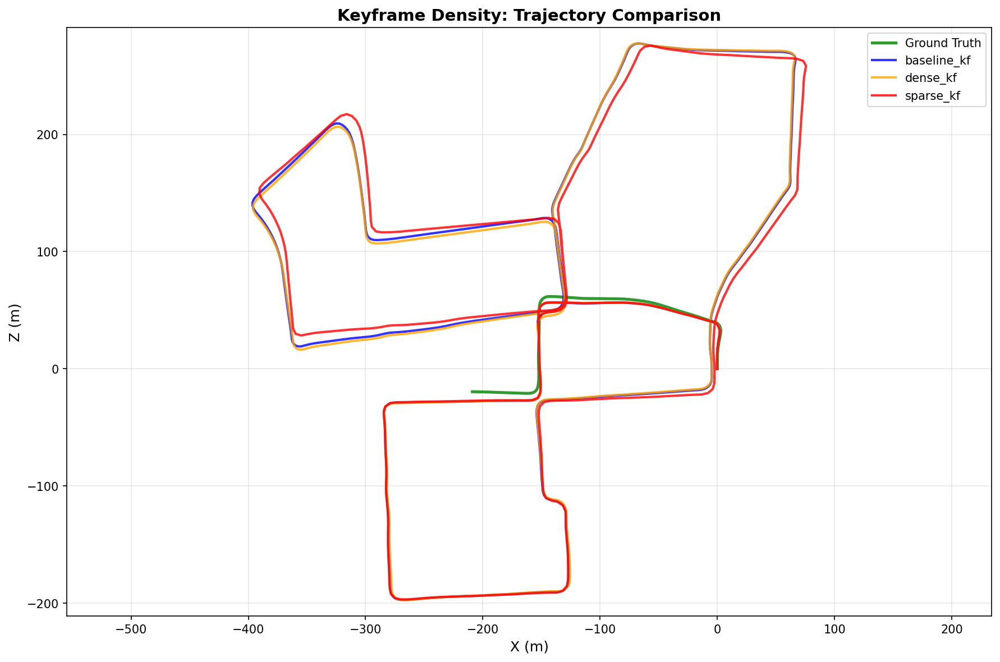 Keyframe Density: Trajectory Comparison
Ground Truth
baseline_kf
dense_kf
sparse_kf
Z (m)
200
100
0
−100
−200
−500
−400
−300
−200
−100
0
100
200
X (m)